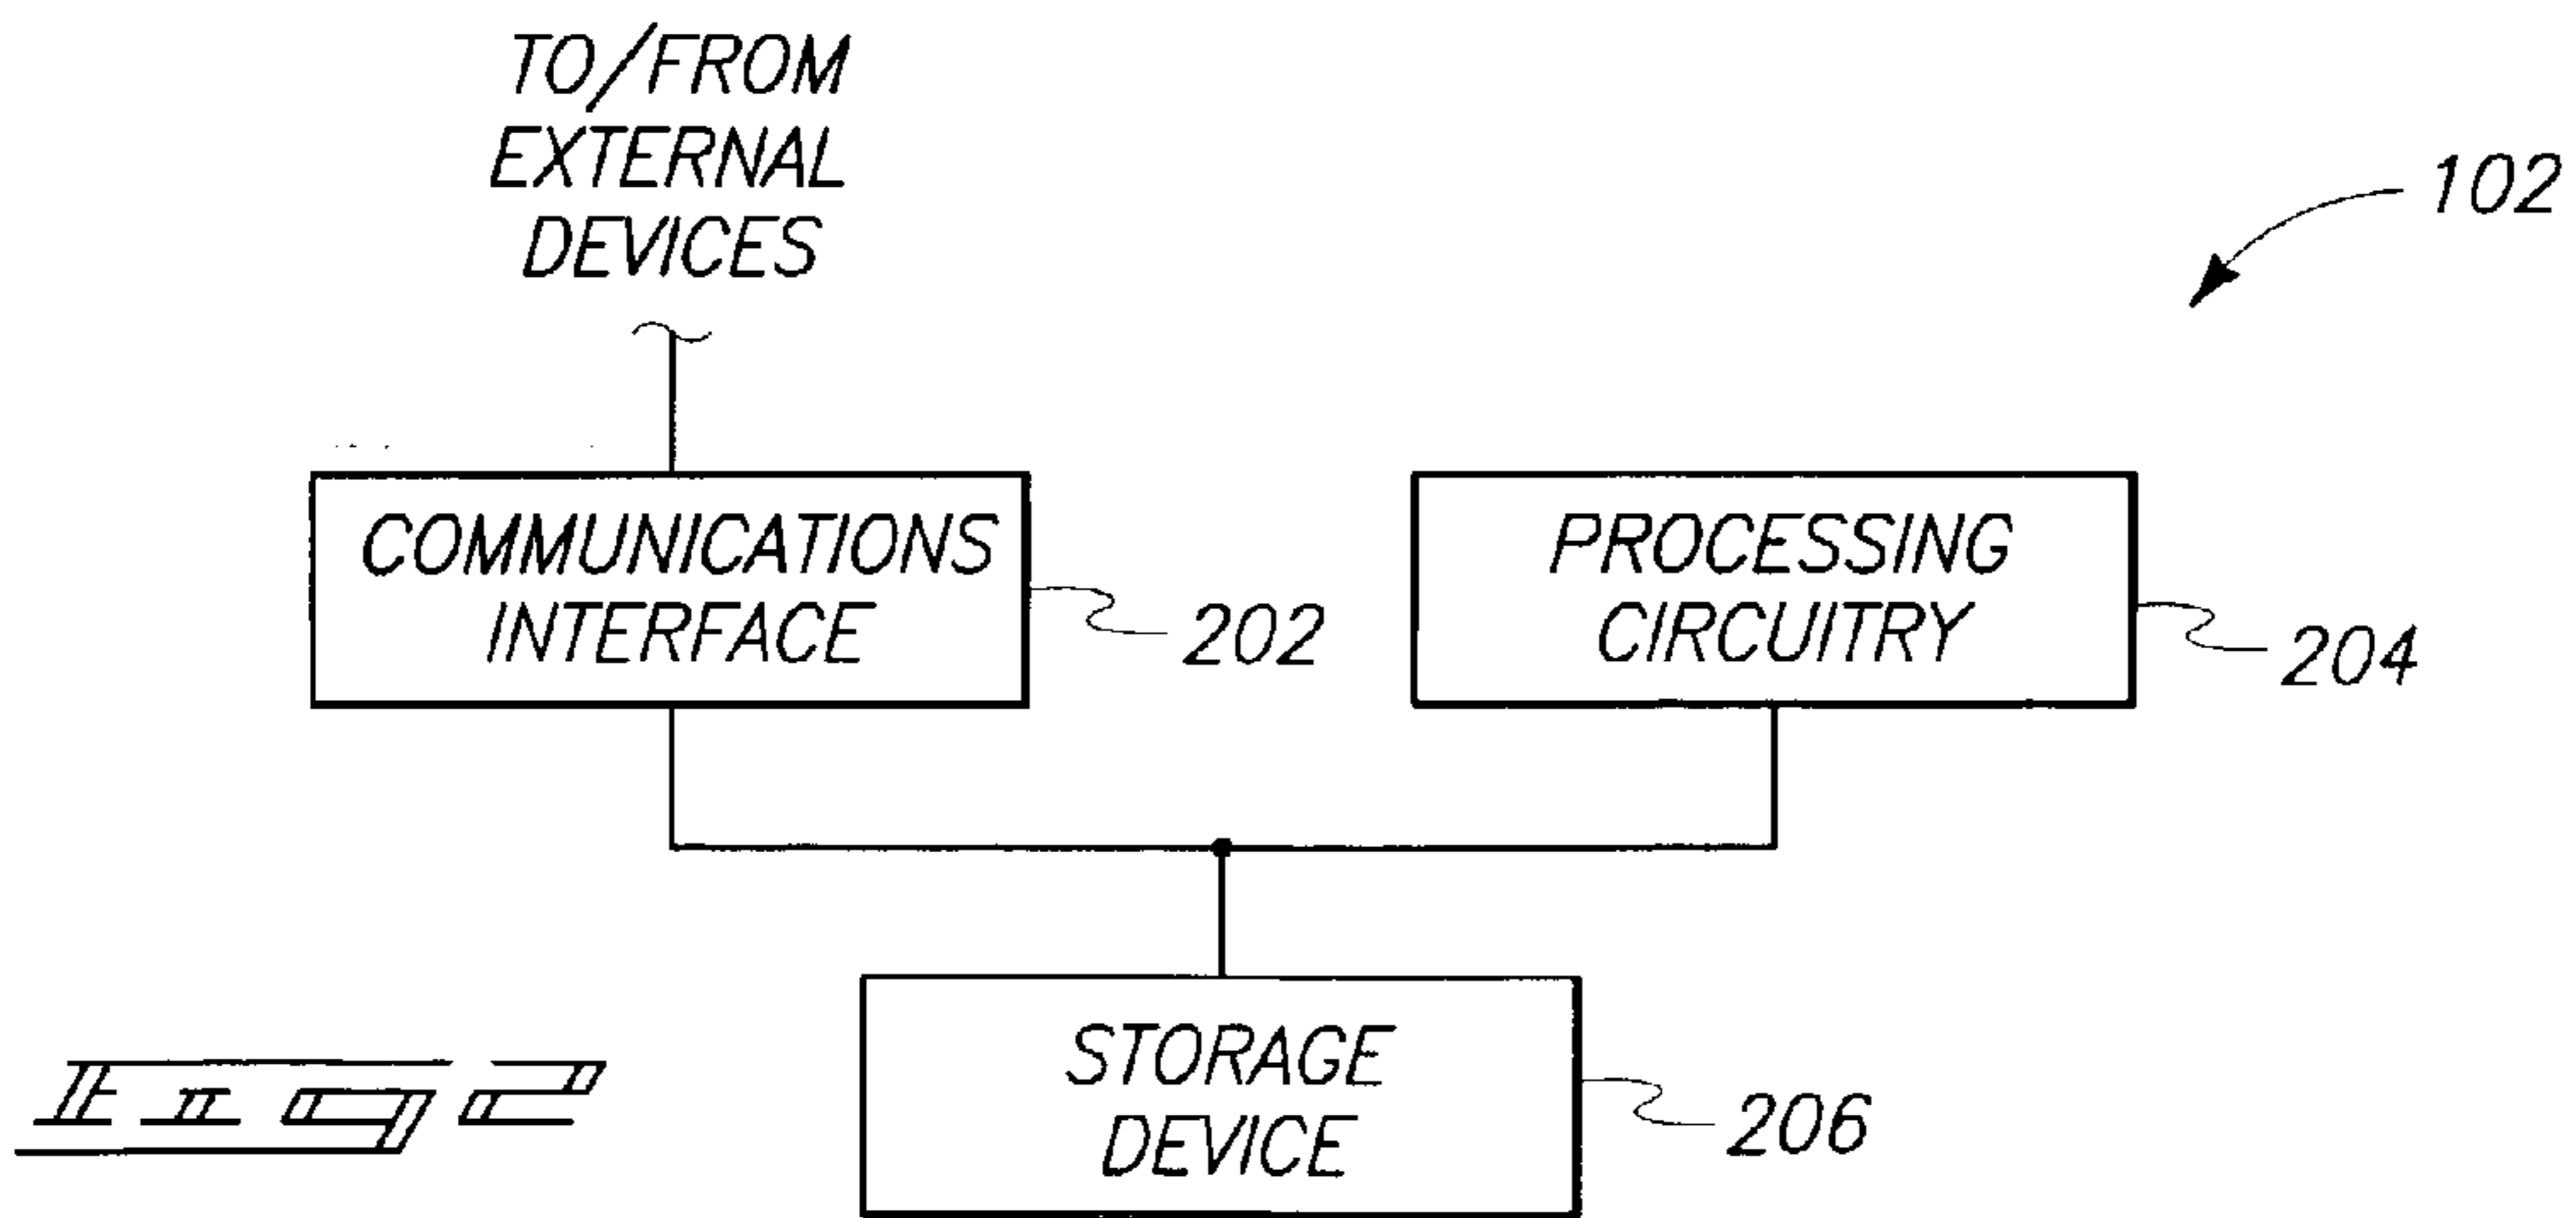 TO/FROM
EXTERNAL
DEVICES
102
COMMUNICATIONS
INTERFACE
202
PROCESSING
CIRCUITRY
204
STORAGE
DEVICE
206
Fig 2